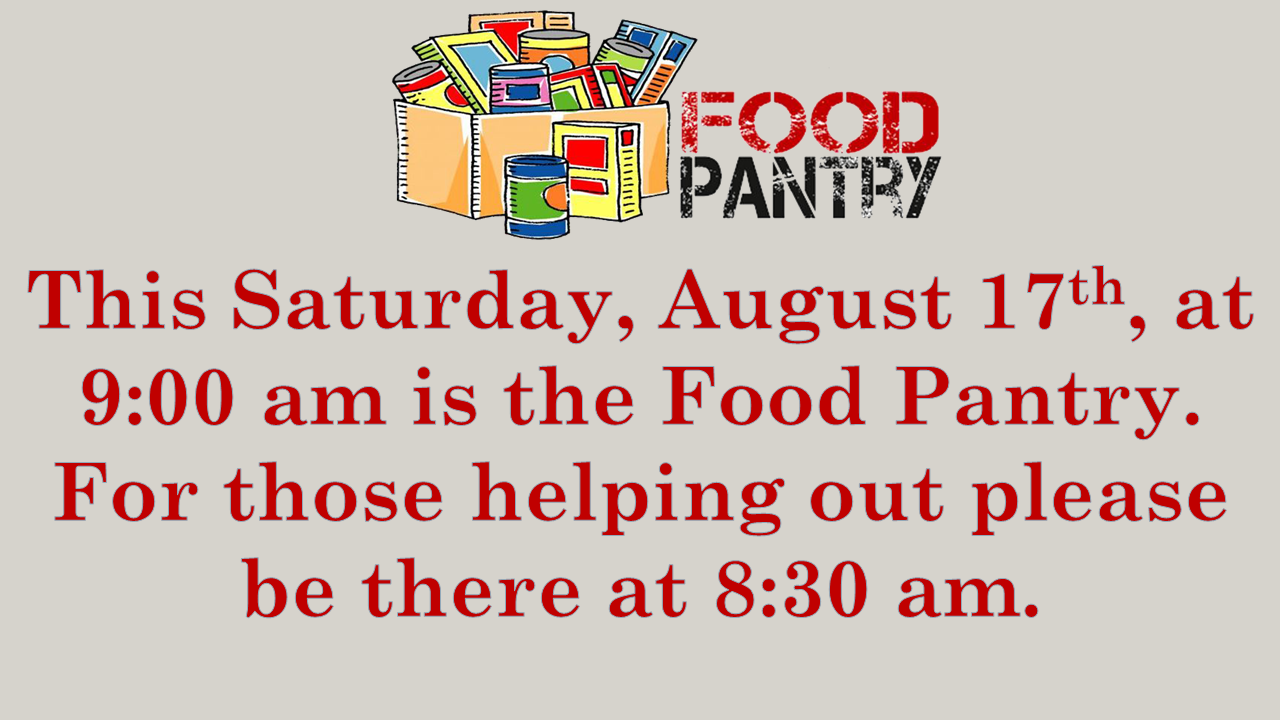 FOOD
PANTRY
This Saturday, August 17th, at
9:00 am is the Food Pantry.
For those helping out please
be there at 8:30 am.